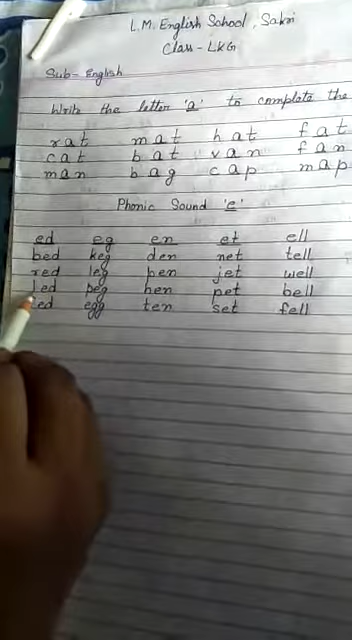 L.M. English School, Sakri
Class - LKG
Sub - English
Write the letter 'a' to complete the
rat mat hat fat
cat bat van fan
man bag cap map
Phonic Sound 'e'
ed eg en et ell
bed keg den net tell
red leg pen jet well
led peg hen pet bell
egg ten set fell